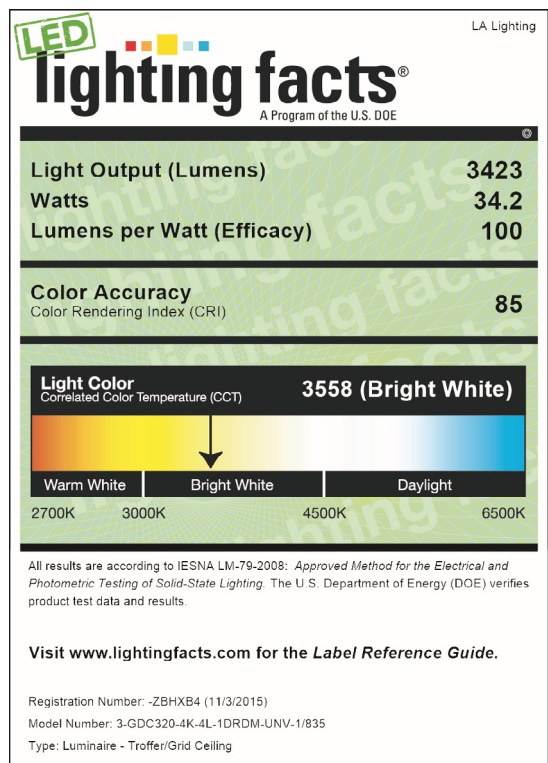 LA Lighting
LED
lighting facts®
A Program of the U.S. DOE
Light Output (Lumens) 3423
Watts 34.2
Lumens per Watt (Efficacy) 100
Color Accuracy
Color Rendering Index (CRI) 85
Light Color
Correlated Color Temperature (CCT) 3558 (Bright White)
Warm White Bright White Daylight
2700K 3000K 4500K 6500K
All results are according to IESNA LM-79-2008: Approved Method for the Electrical and
Photometric Testing of Solid-State Lighting. The U.S. Department of Energy (DOE) verifies
product test data and results.
Visit www.lightingfacts.com for the Label Reference Guide.
Registration Number: -ZBHXB4 (11/3/2015)
Model Number: 3-GDC320-4K-4L-1DRDM-UNV-1/835
Type: Luminaire - Troffer/Grid Ceiling